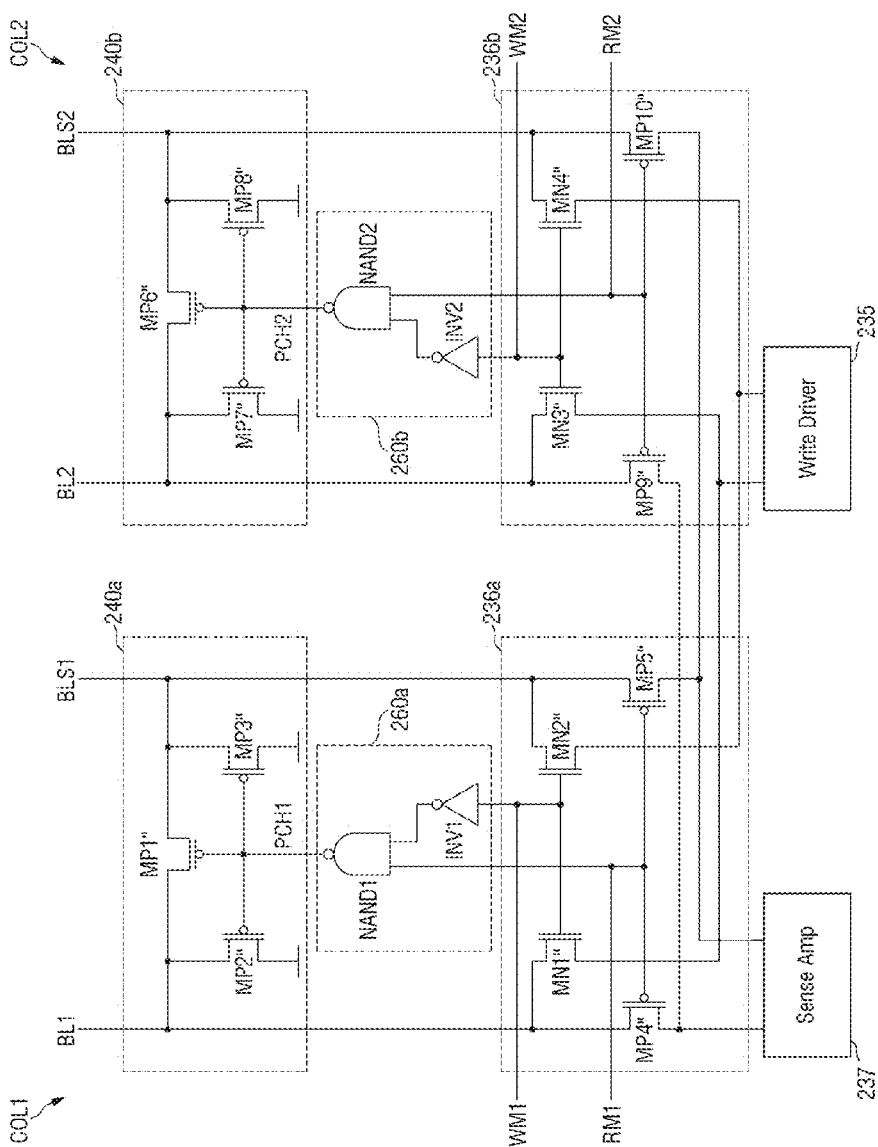 COL1
COL2
BL1
BLS1
BL2
BLS2
240a
240b
MP1"
MP2"
MP3"
MP6"
MP7"
MP8"
PCH1
PCH2
260a
260b
NAND1
INV1
NAND2
INV2
236a
236b
WM1
WM2
RM1
RM2
MN1"
MN2"
MN3"
MN4"
MP4"
MP5"
MP9"
MP10"
Sense Amp
237
Write Driver
235